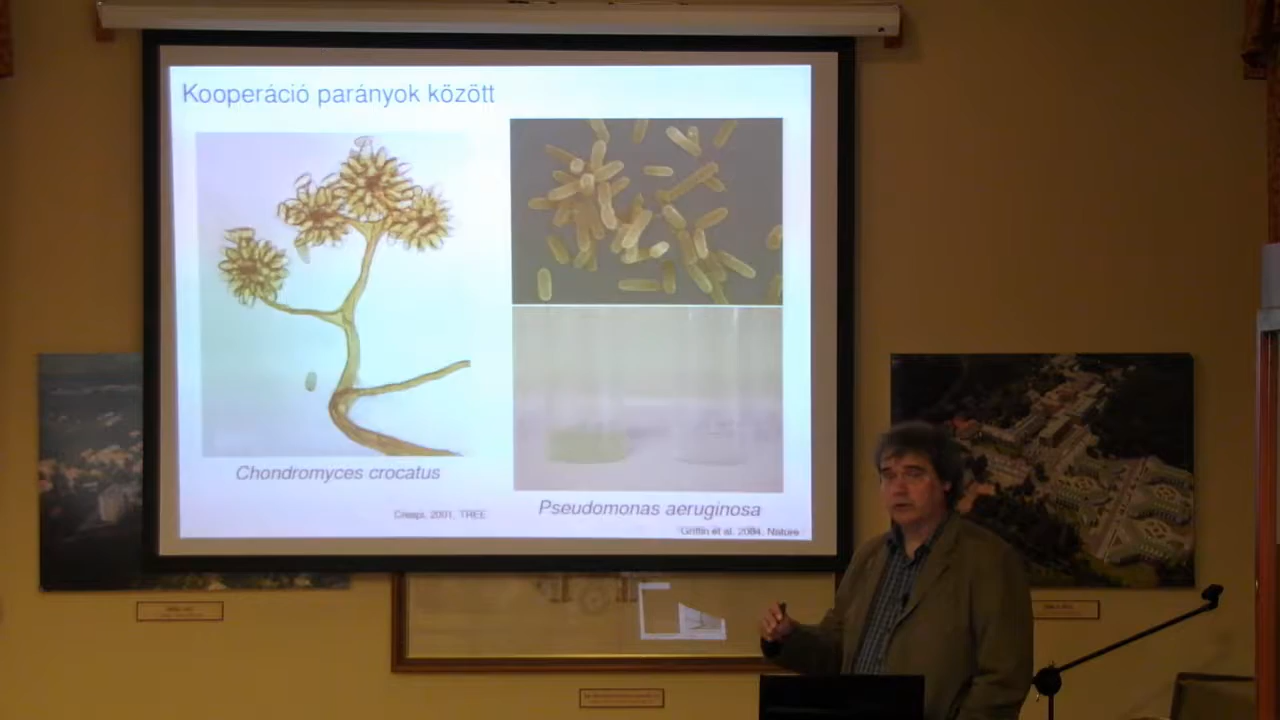 Kooperáció parányok között
Chondromyces crocatus
Crespi, 2001, TREE
Pseudomonas aeruginosa
Griffin et al. 2004, Nature